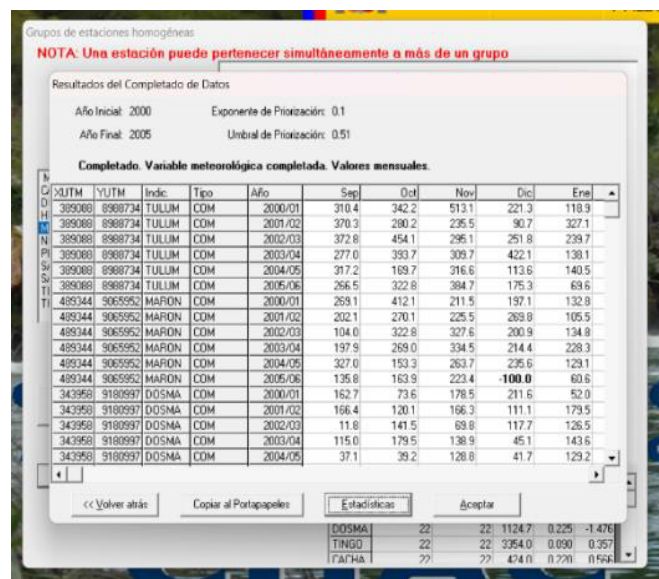 Grupos de estaciones homogéneas
NOTA: Una estación puede pertenecer simultáneamente a más de un grupo
Resultados del Completado de Datos
Año Inicial: 2000 Exponente de Priorización: 0.1
Año Final: 2005 Umbral de Priorización: 0.51
Completado. Variable meteorológica completada. Valores mensuales.
XUTM YUTM Indic. Tipo Año Sep Oct Nov Dic Ene
389088 8988734 TULUM COM 2000/01 310.4 342.2 513.1 221.3 118.9
389088 8988734 TULUM COM 2001/02 370.3 280.2 235.5 90.7 327.1
389088 8988734 TULUM COM 2002/03 372.8 454.1 295.1 251.8 239.7
389088 8988734 TULUM COM 2003/04 277.0 393.7 309.7 422.1 138.1
389088 8988734 TULUM COM 2004/05 317.2 169.7 316.6 113.6 140.5
389088 8988734 TULUM COM 2005/06 266.5 322.8 384.7 175.3 69.6
489344 9065952 MARON COM 2000/01 269.1 412.1 211.5 197.1 132.8
489344 9065952 MARON COM 2001/02 202.1 270.1 225.5 269.8 105.5
489344 9065952 MARON COM 2002/03 104.0 322.8 327.6 200.9 134.8
489344 9065952 MARON COM 2003/04 197.9 269.0 334.5 214.4 228.3
489344 9065952 MARON COM 2004/05 327.0 153.3 263.7 235.6 129.1
489344 9065952 MARON COM 2005/06 135.8 163.9 223.4 -100.0 60.6
343958 9180997 DOSMA COM 2000/01 162.7 73.6 178.5 211.6 52.0
343958 9180997 DOSMA COM 2001/02 166.4 120.1 166.3 111.1 179.5
343958 9180997 DOSMA COM 2002/03 11.8 141.5 69.8 117.7 126.5
343958 9180997 DOSMA COM 2003/04 115.0 179.5 138.9 45.1 143.6
343958 9180997 DOSMA COM 2004/05 37.1 39.2 128.8 41.7 129.2
<< Volver atrás Copiar al Portapapeles Estadísticas Aceptar
DOSMA 22 22 1124.7 0.225 -1.476
TINGO 22 22 3354.0 0.090 0.357
CACHA 22 22 424.0 0.220 0.566